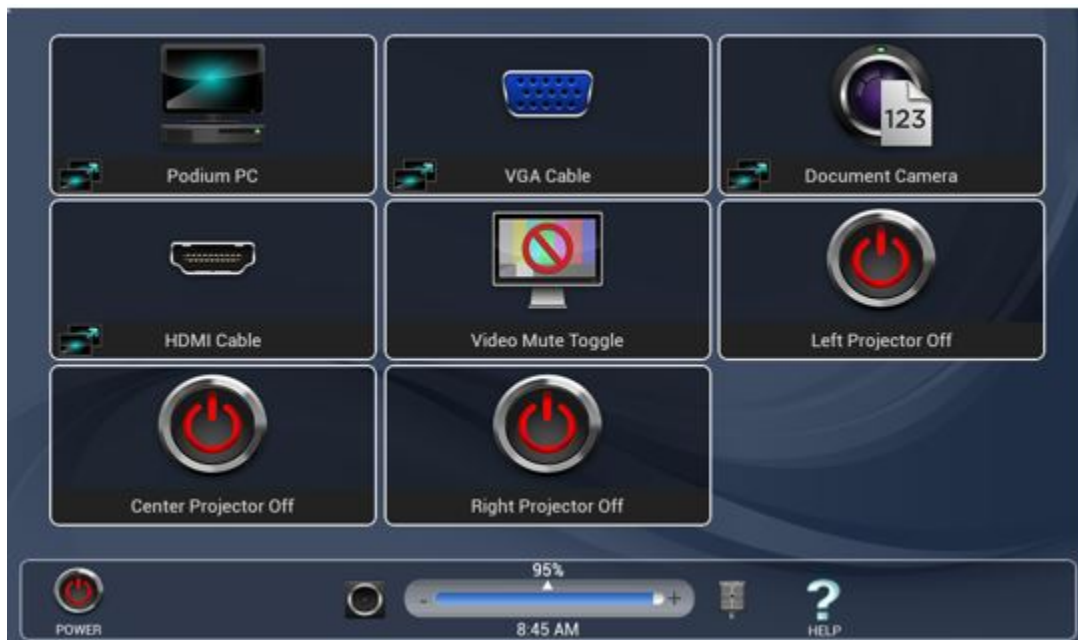 123
Podium PC
VGA Cable
Document Camera
HDMI Cable
Video Mute Toggle
Left Projector Off
Center Projector Off
Right Projector Off
95%
- +
8:45 AM
POWER
?
HELP